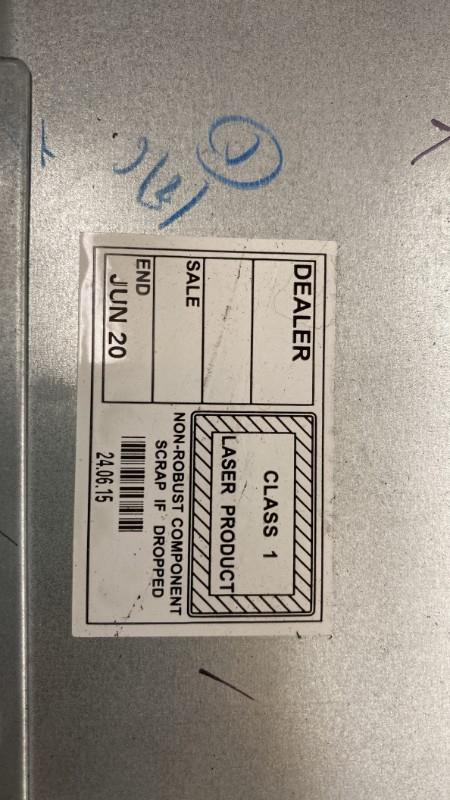 DEALER
SALE
END
JUN 20
CLASS 1
LASER PRODUCT
NON-ROBUST COMPONENT
SCRAP IF DROPPED
24.06.15